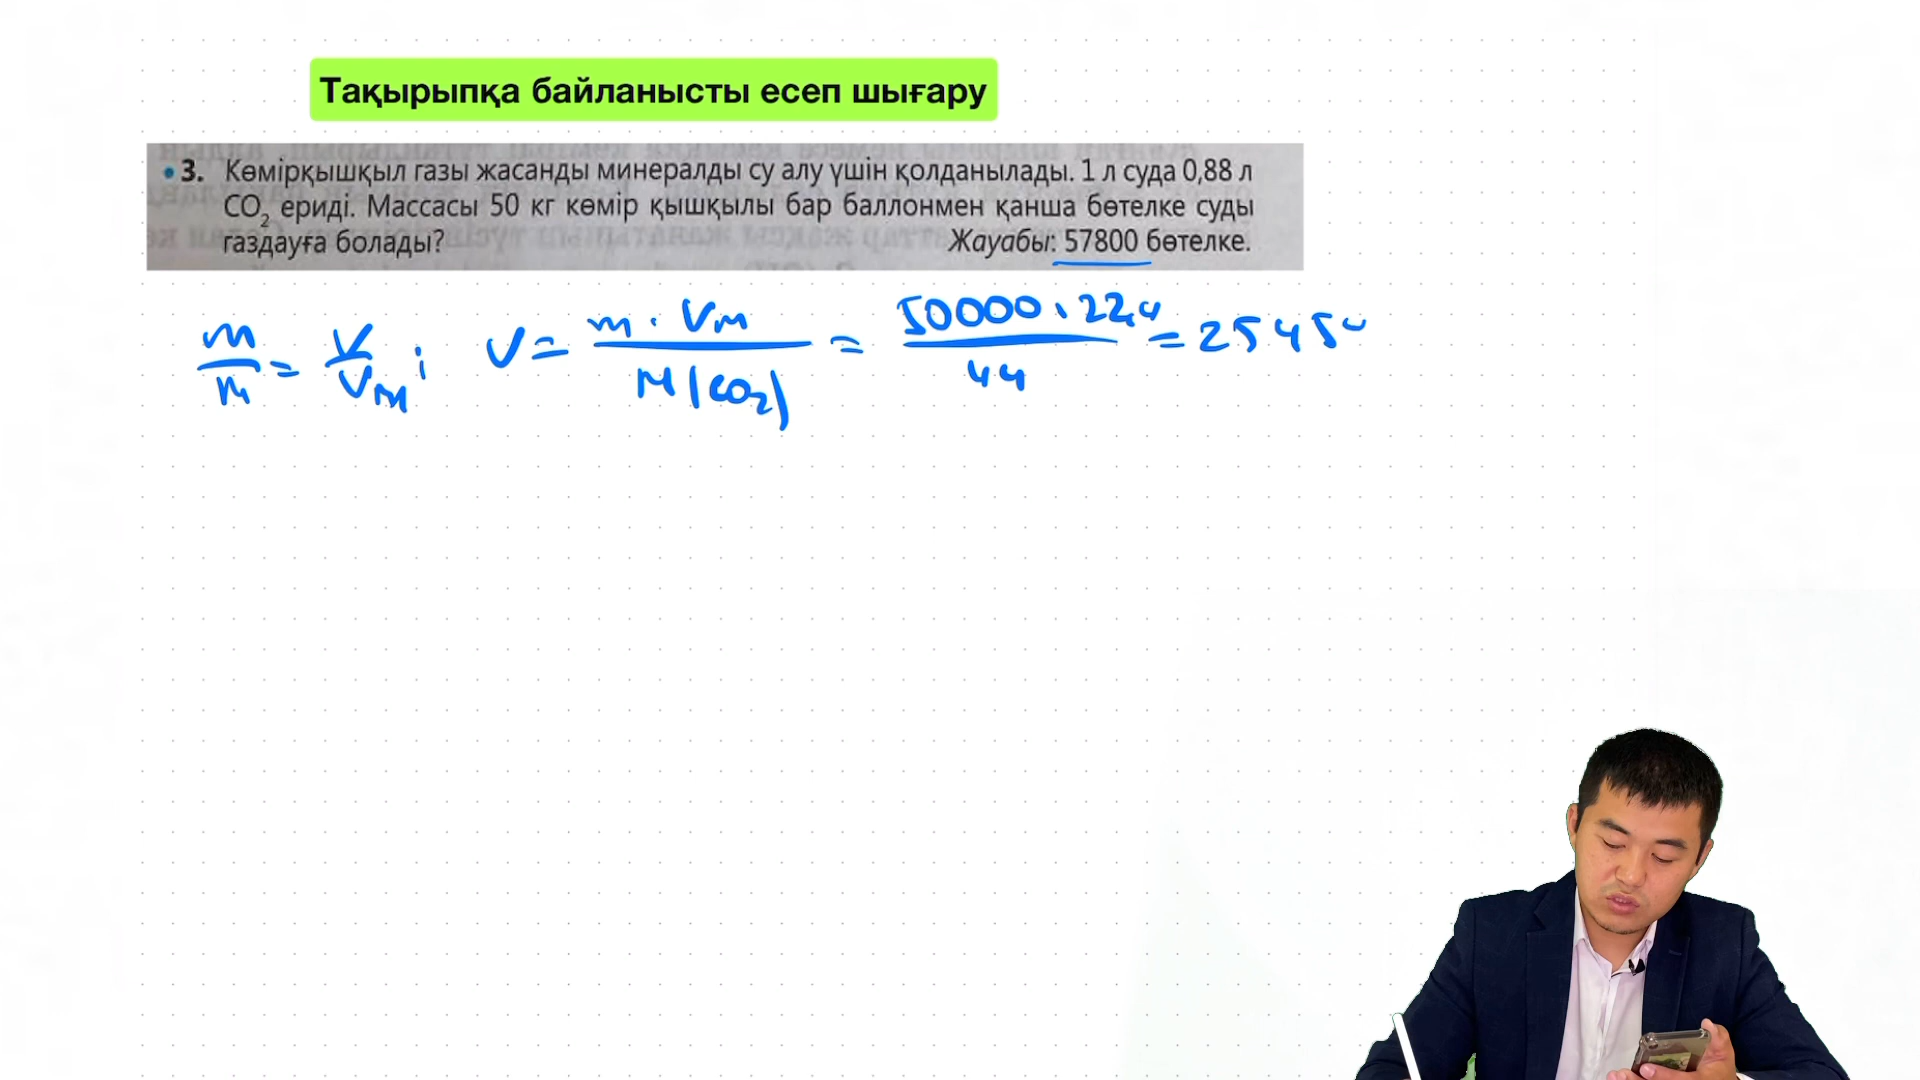 Тақырыпқа байланысты есеп шығару
• 3. Көмірқышқыл газы жасанды минералды су алу үшін қолданылады. 1 л суда 0,88 л
CO₂ ериді. Массасы 50 кг көмір қышқылы бар баллонмен қанша бөтелке суды
газдауға болады? Жауабы: 57800 бөтелке.
m/M = V/Vm; V = m · Vm / M(CO₂) = 50000 · 22,4 / 44 = 25454